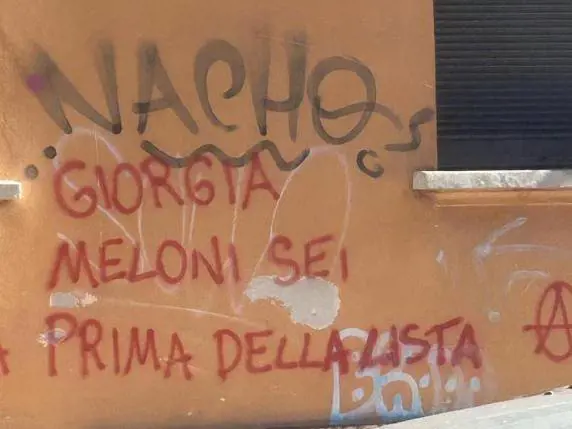 NACHO
GIORGIA
MELONI SEI
PRIMA DELLA LISTA